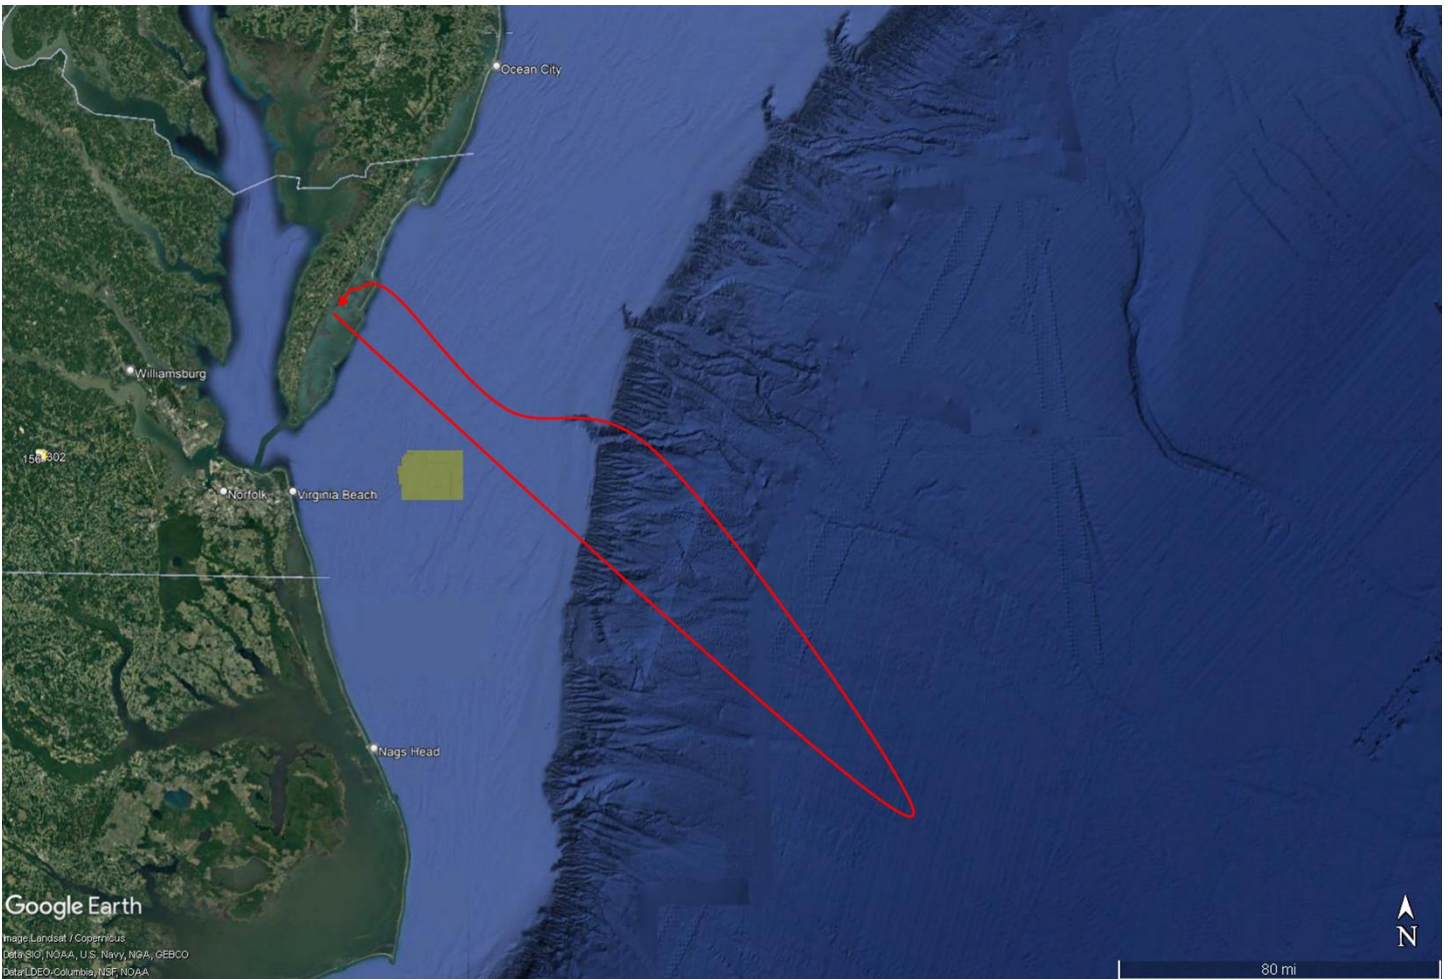 Ocean City
Williamsburg
302
Norfolk
Virginia Beach
Nags Head
Google Earth
Image Landsat / Copernicus
Data SIO, NOAA, U.S. Navy, NGA, GEBCO
Data LDEO-Columbia, NSF, NOAA
N
80 mi